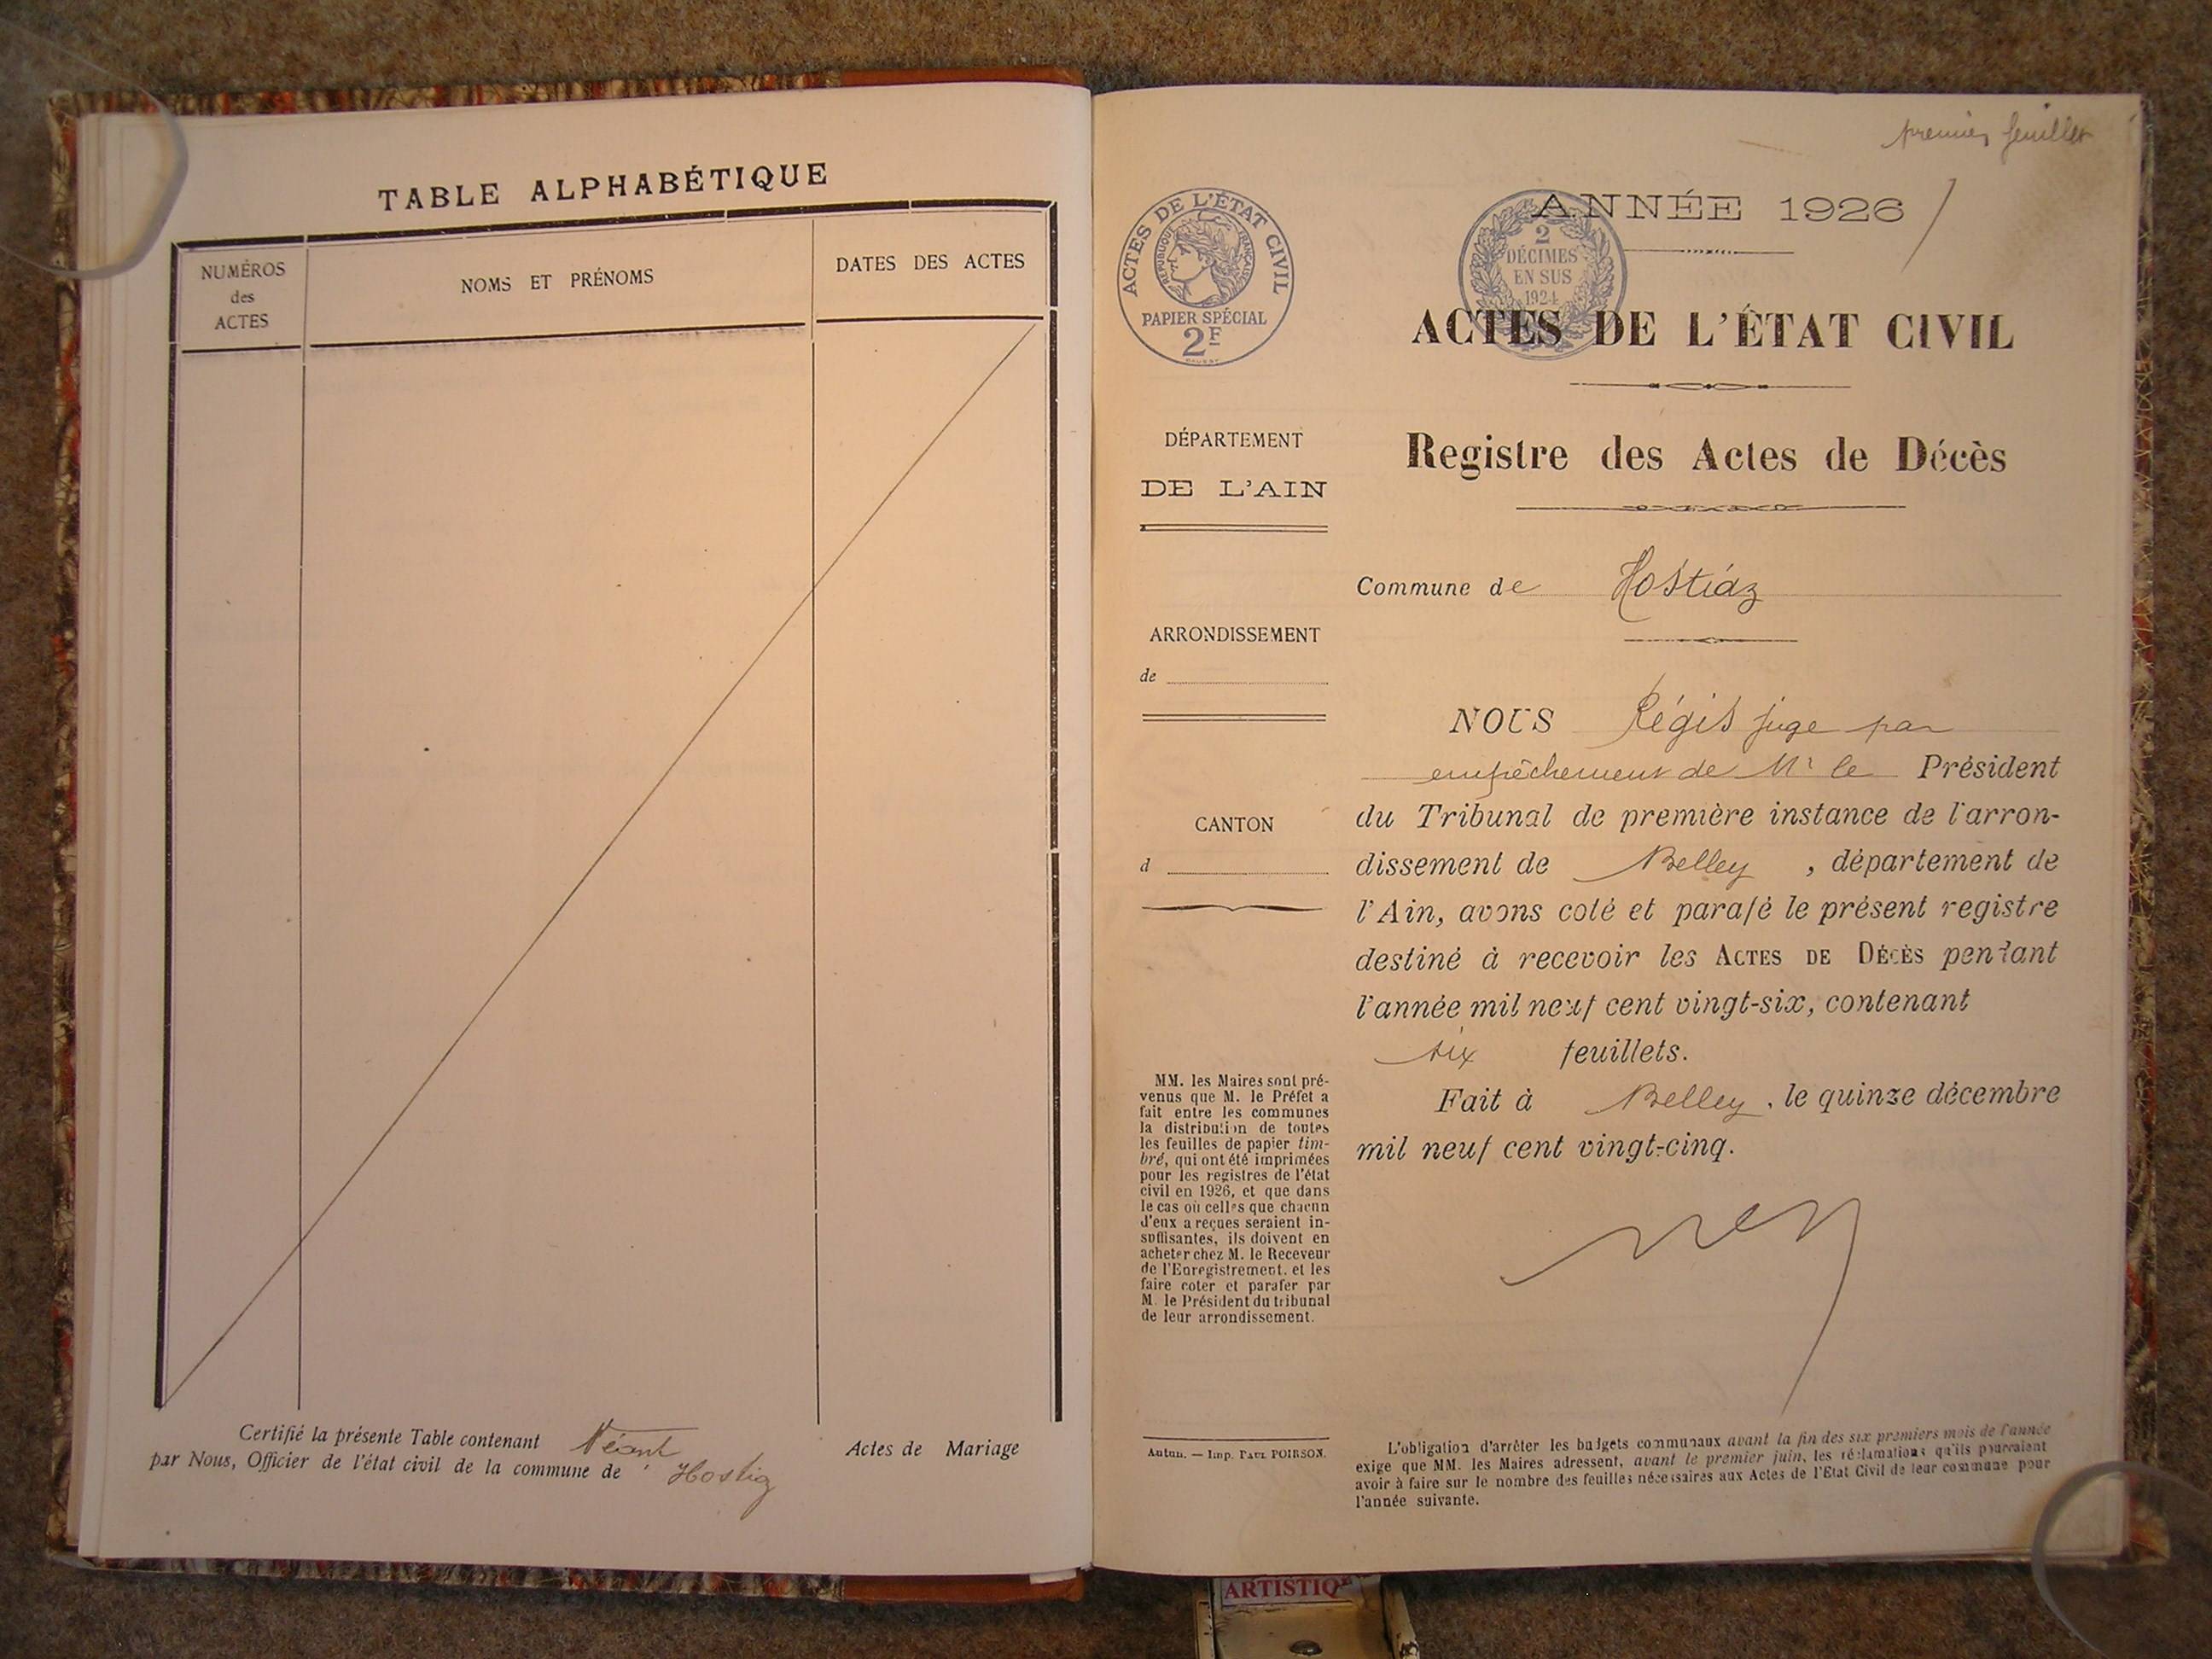 TABLE ALPHABÉTIQUE
NUMÉROS
des
ACTES
NOMS ET PRÉNOMS
DATES DES ACTES
Certifié la présente Table contenant Néant Actes de Mariage
par Nous, Officier de l'état civil de la commune de Hostiaz
premier feuillet
ACTES DE L'ÉTAT CIVIL
RÉPUBLIQUE FRANÇAISE
PAPIER SPÉCIAL
2F
2
DÉCIMES
EN SUS
1924
ANNÉE 1926
ACTES DE L'ÉTAT CIVIL
Registre des Actes de Décès
DÉPARTEMENT
DE L'AIN
ARRONDISSEMENT
de
CANTON
d
Commune de Hostiaz
NOUS Régis juge par
empêchement de Mr le Président
du Tribunal de première instance de l'arron-
dissement de Belley, département de
l'Ain, avons coté et parafé le présent registre
destiné à recevoir les ACTES DE DÉCÈS pendant
l'année mil neuf cent vingt-six, contenant
six feuillets.
Fait à Belley, le quinze décembre
mil neuf cent vingt-cinq.
MM. les Maires sont pré-
venus que M. le Préfet a
fait entre les communes
la distribution de toutes
les feuilles de papier tim-
bré, qui ont été imprimées
pour les registres de l'état
civil en 1926, et que dans
le cas où celles que chacun
d'eux a reçues seraient in-
suffisantes, ils doivent en
acheter chez M. le Receveur
de l'Enregistrement, et les
faire coter et parafer par
M. le Président du tribunal
de leur arrondissement.
Autun. — Imp. Paul POIRSON.
L'obligation d'arrêter les budgets communaux avant la fin des six premiers mois de l'année
exige que MM. les Maires adressent, avant le premier juin, les réclamations qu'ils pourraient
avoir à faire sur le nombre des feuilles nécessaires aux Actes de l'Etat Civil de leur commune pour
l'année suivante.
ARTISTIQ